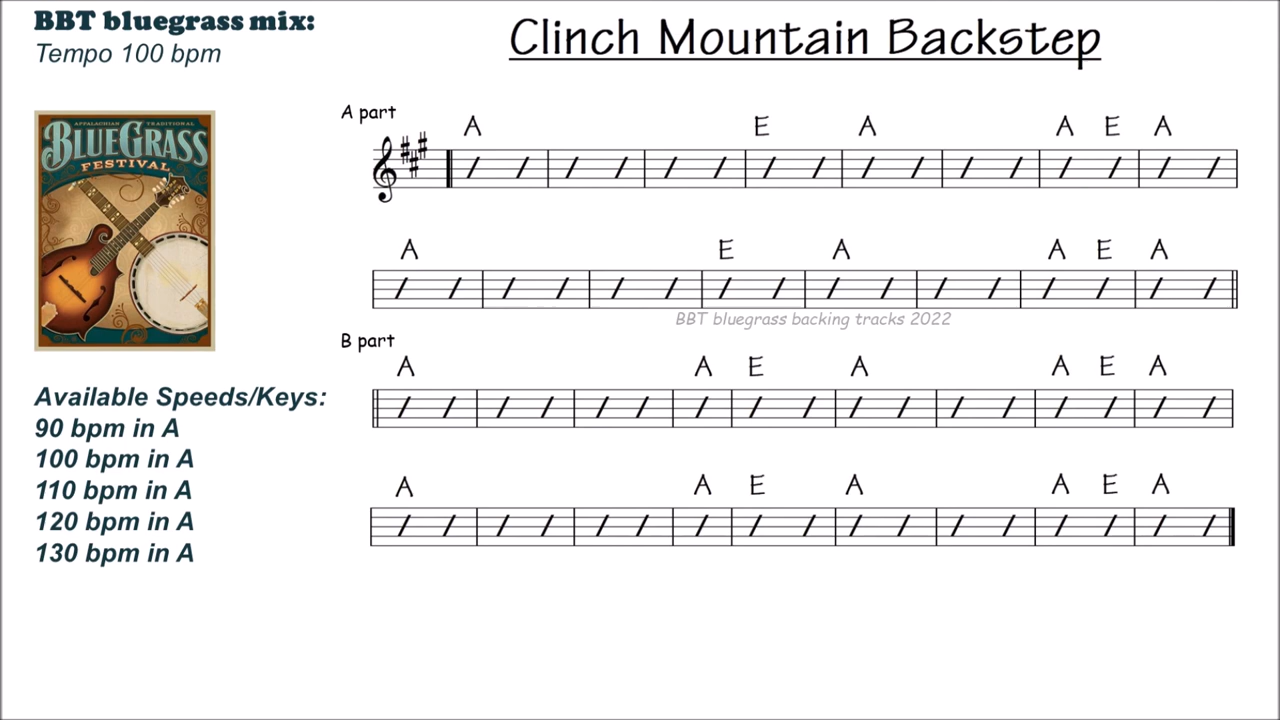 BBT bluegrass mix:
Tempo 100 bpm
Clinch Mountain Backstep
APPALACHIAN TRADITIONAL
BLUEGRASS
FESTIVAL
A part
A E A A E A
A E A A E A
BBT bluegrass backing tracks 2022
B part
A A E A A E A
A A E A A E A
Available Speeds/Keys:
90 bpm in A
100 bpm in A
110 bpm in A
120 bpm in A
130 bpm in A